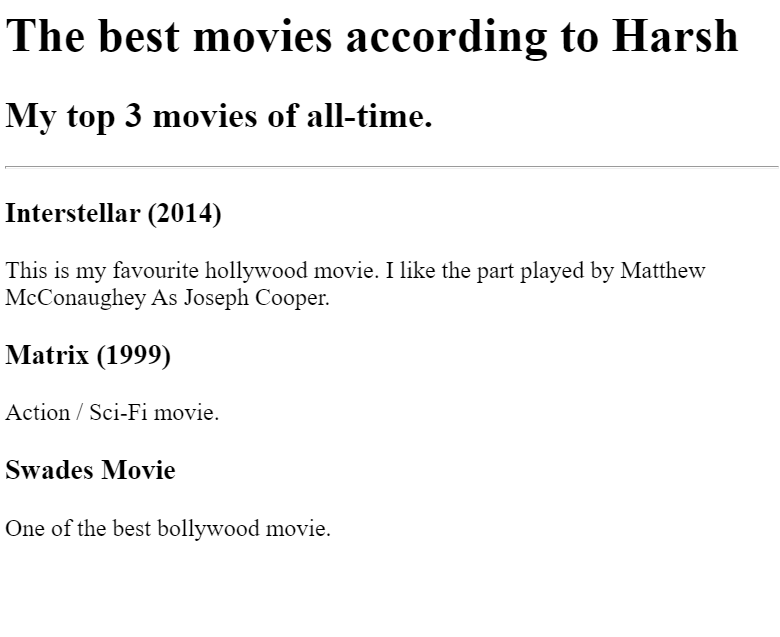 The best movies according to Harsh
My top 3 movies of all-time.
Interstellar (2014)
This is my favourite hollywood movie. I like the part played by Matthew
McConaughey As Joseph Cooper.
Matrix (1999)
Action / Sci-Fi movie.
Swades Movie
One of the best bollywood movie.